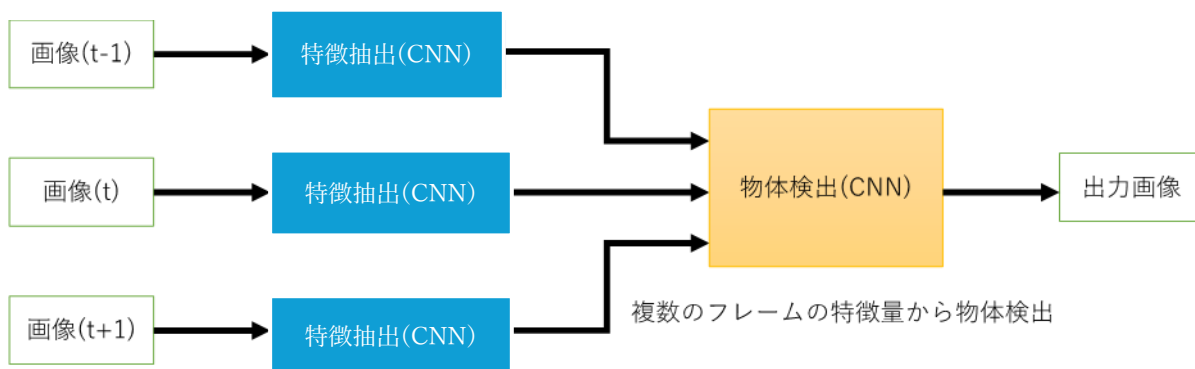 画像(t-1)
特徴抽出(CNN)
画像(t)
特徴抽出(CNN)
物体検出(CNN)
出力画像
画像(t+1)
特徴抽出(CNN)
複数のフレームの特徴量から物体検出